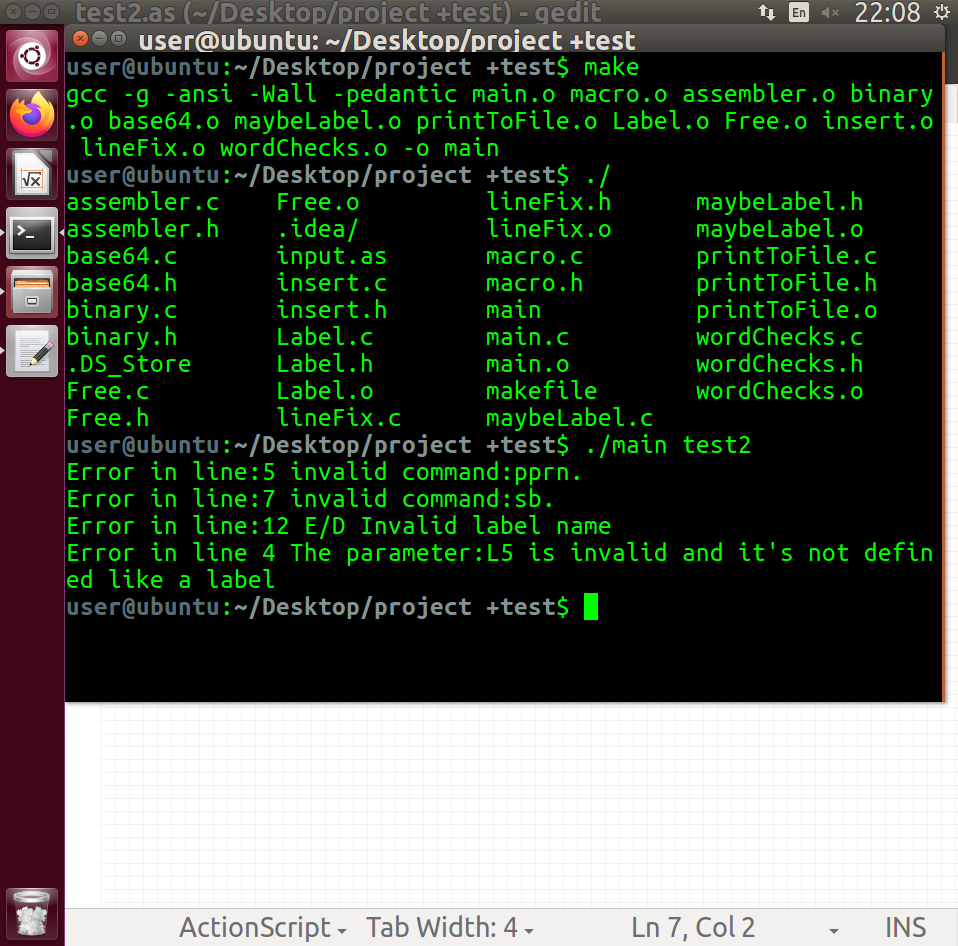 test2.as (~/Desktop/project +test) - gedit
En
22:08
user@ubuntu: ~/Desktop/project +test
user@ubuntu:~/Desktop/project +test$ make
gcc -g -ansi -Wall -pedantic main.o macro.o assembler.o binary
.o base64.o maybeLabel.o printToFile.o Label.o Free.o insert.o
 lineFix.o wordChecks.o -o main
user@ubuntu:~/Desktop/project +test$ ./
assembler.c    Free.o         lineFix.h      maybeLabel.h
assembler.h    .idea/         lineFix.o      maybeLabel.o
base64.c       input.as       macro.c        printToFile.c
base64.h       insert.c       macro.h        printToFile.h
binary.c       insert.h       main           printToFile.o
binary.h       Label.c        main.c         wordChecks.c
.DS_Store      Label.h        main.o         wordChecks.h
Free.c         Label.o        makefile       wordChecks.o
Free.h         lineFix.c      maybeLabel.c
user@ubuntu:~/Desktop/project +test$ ./main test2
Error in line:5 invalid command:pprn.
Error in line:7 invalid command:sb.
Error in line:12 E/D Invalid label name
Error in line 4 The parameter:L5 is invalid and it's not defin
ed like a label
user@ubuntu:~/Desktop/project +test$
ActionScript Tab Width: 4 Ln 7, Col 2 INS